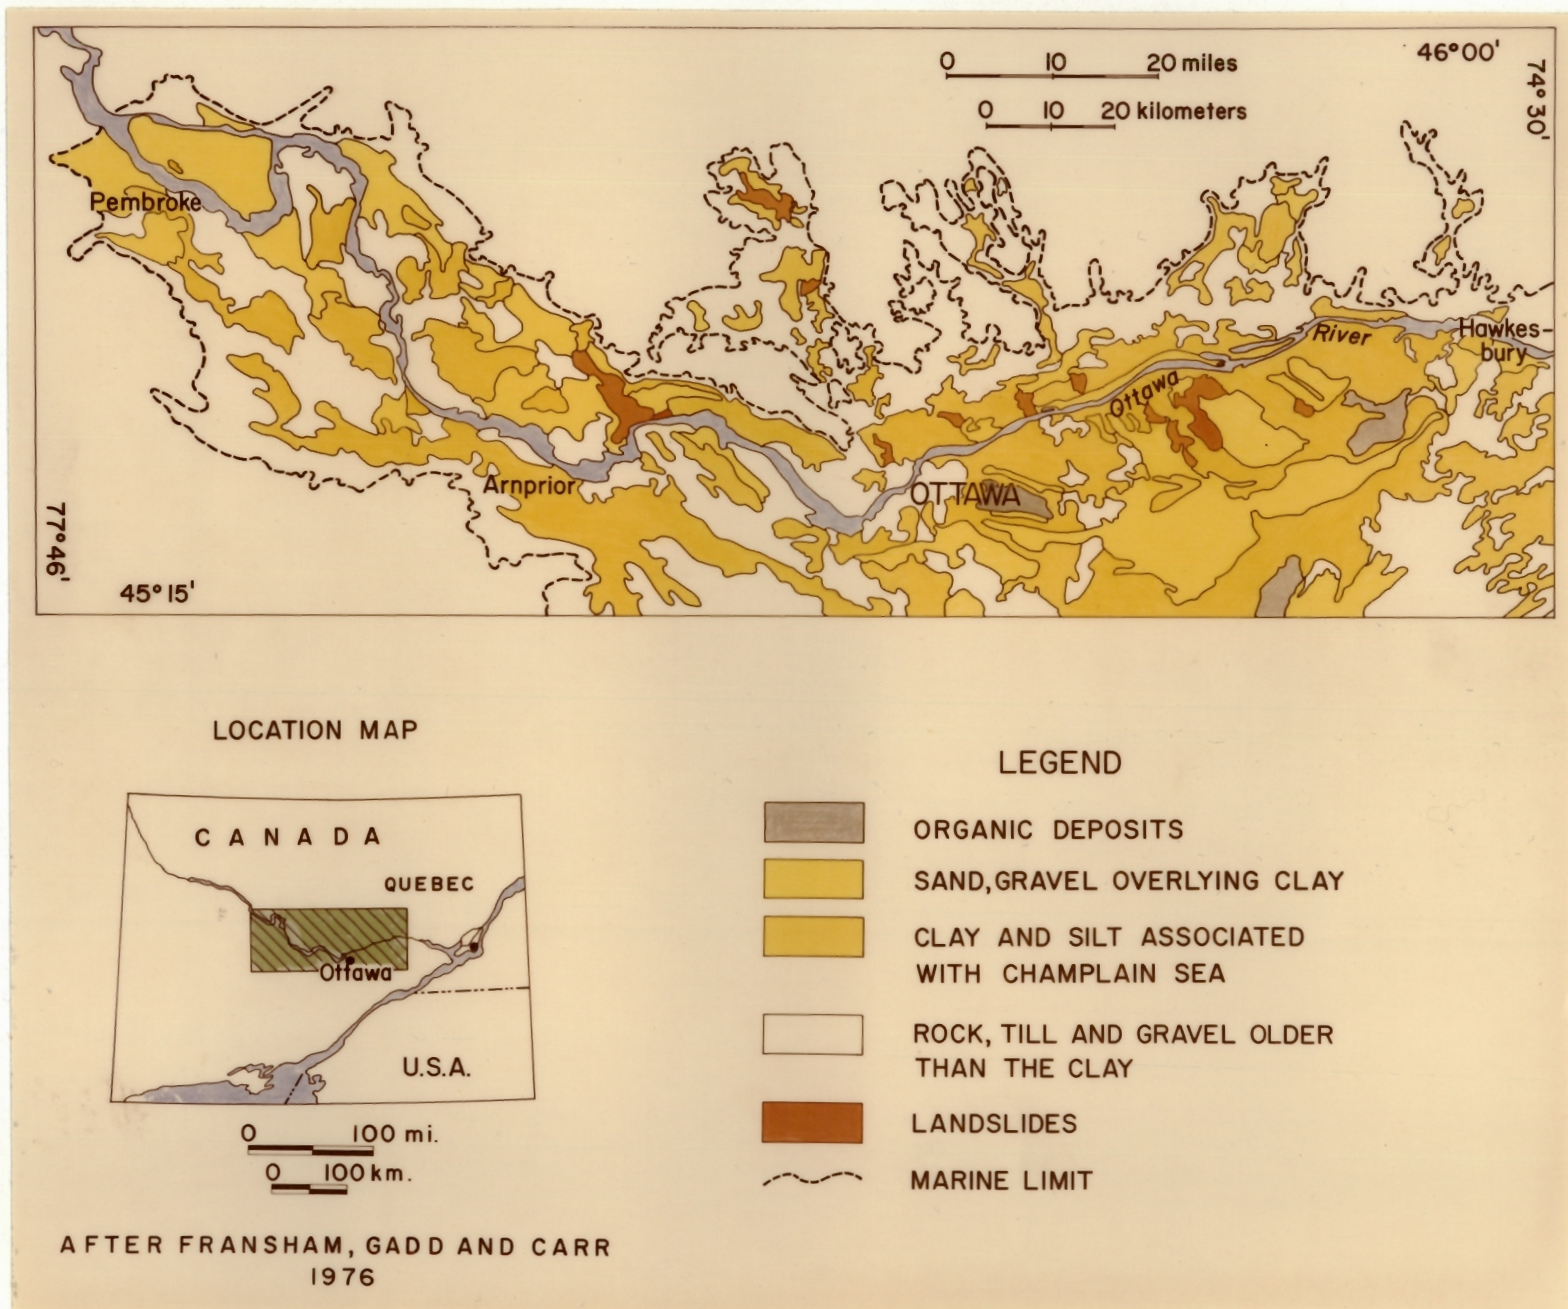 0 10 20 miles
0 10 20 kilometers
46°00'
74°30'
Pembroke
River
Hawkes-
bury
Ottawa
Arnprior
OTTAWA
77°46'
45°15'
LOCATION MAP
CANADA
QUEBEC
Ottawa
U.S.A.
0 100 mi.
0 100 km.
AFTER FRANSHAM, GADD AND CARR
1976
LEGEND
ORGANIC DEPOSITS
SAND, GRAVEL OVERLYING CLAY
CLAY AND SILT ASSOCIATED
WITH CHAMPLAIN SEA
ROCK, TILL AND GRAVEL OLDER
THAN THE CLAY
LANDSLIDES
MARINE LIMIT